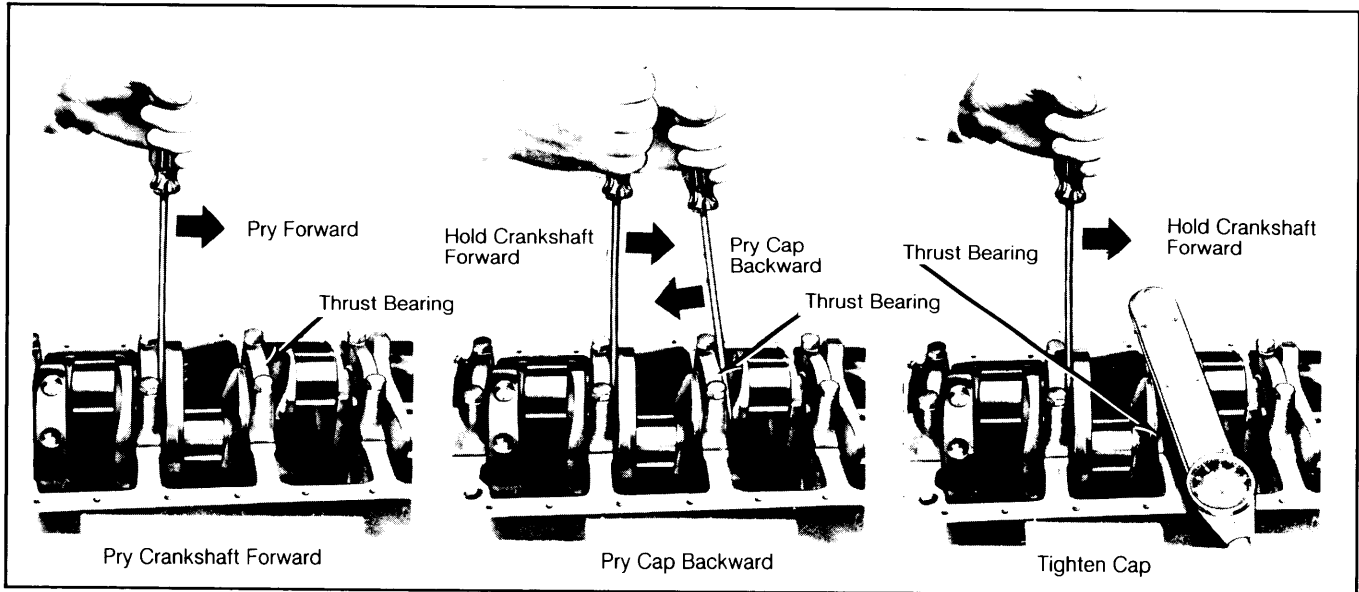 Pry Forward
Thrust Bearing
Pry Crankshaft Forward
Hold Crankshaft
Forward
Pry Cap
Backward
Thrust Bearing
Pry Cap Backward
Thrust Bearing
Hold Crankshaft
Forward
Tighten Cap